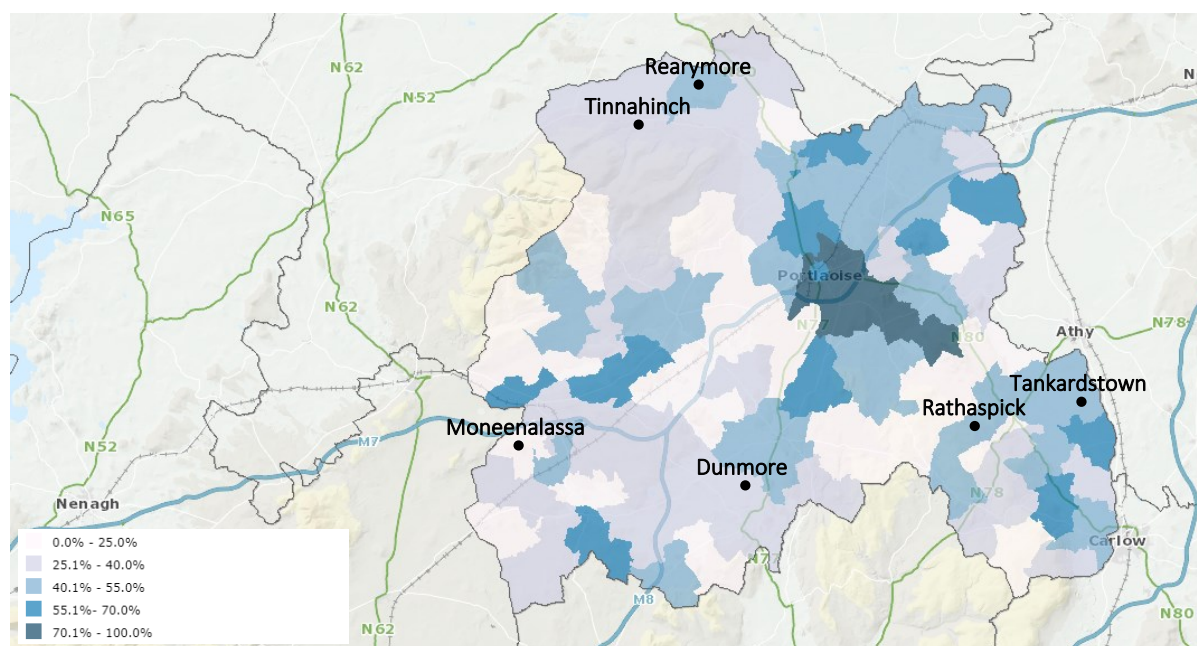 N62
Rearymore
N52
Tinnahinch
N65
Portlaoise
N62
N77
N78
N80
Athy
Tankardstown
Rathaspick
Moneenalassa
M7
N52
Dunmore
Nenagh
N78
Carlow
N77
M8
N62
N80
0.0% - 25.0%
25.1% - 40.0%
40.1% - 55.0%
55.1%- 70.0%
70.1% - 100.0%